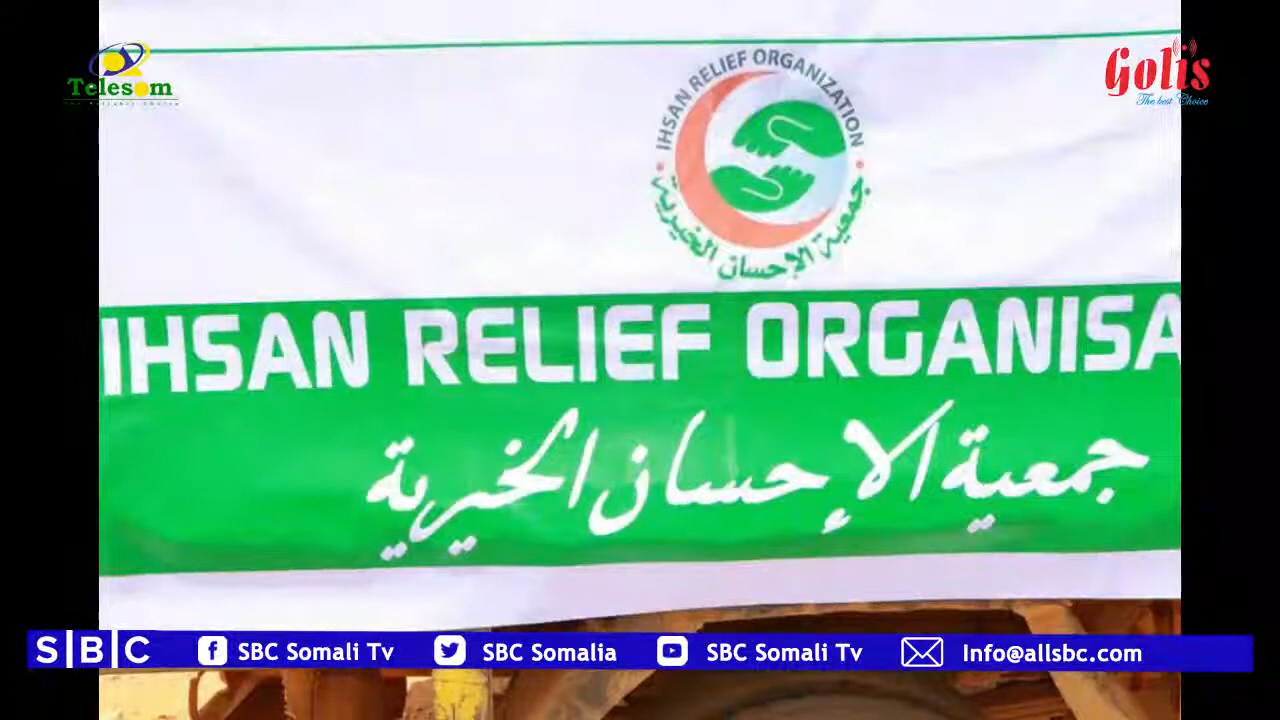 Telesom
Golis
The best Choice
IHSAN RELIEF ORGANIZATION
جمعية الإحسان الخيرية
IHSAN RELIEF ORGANISA
جمعية الإحسان الخيرية
SBC
SBC Somali Tv
SBC Somalia
SBC Somali Tv
Info@allsbc.com